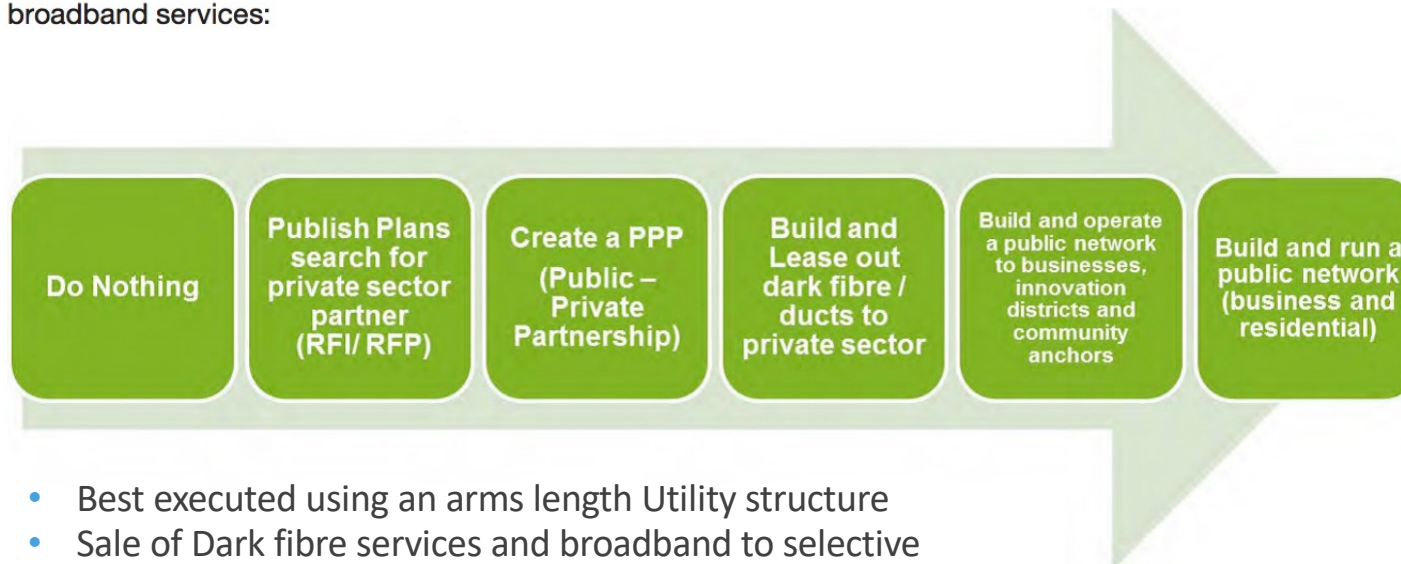 broadband services:
Do Nothing
Publish Plans
search for
private sector
partner
(RFI/ RFP)
Create a PPP
(Public –
Private
Partnership)
Build and
Lease out
dark fibre /
ducts to
private sector
Build and operate
a public network
to businesses,
innovation
districts and
community
anchors
Build and run a
public network
(business and
residential)
• Best executed using an arms length Utility structure
• Sale of Dark fibre services and broadband to selective